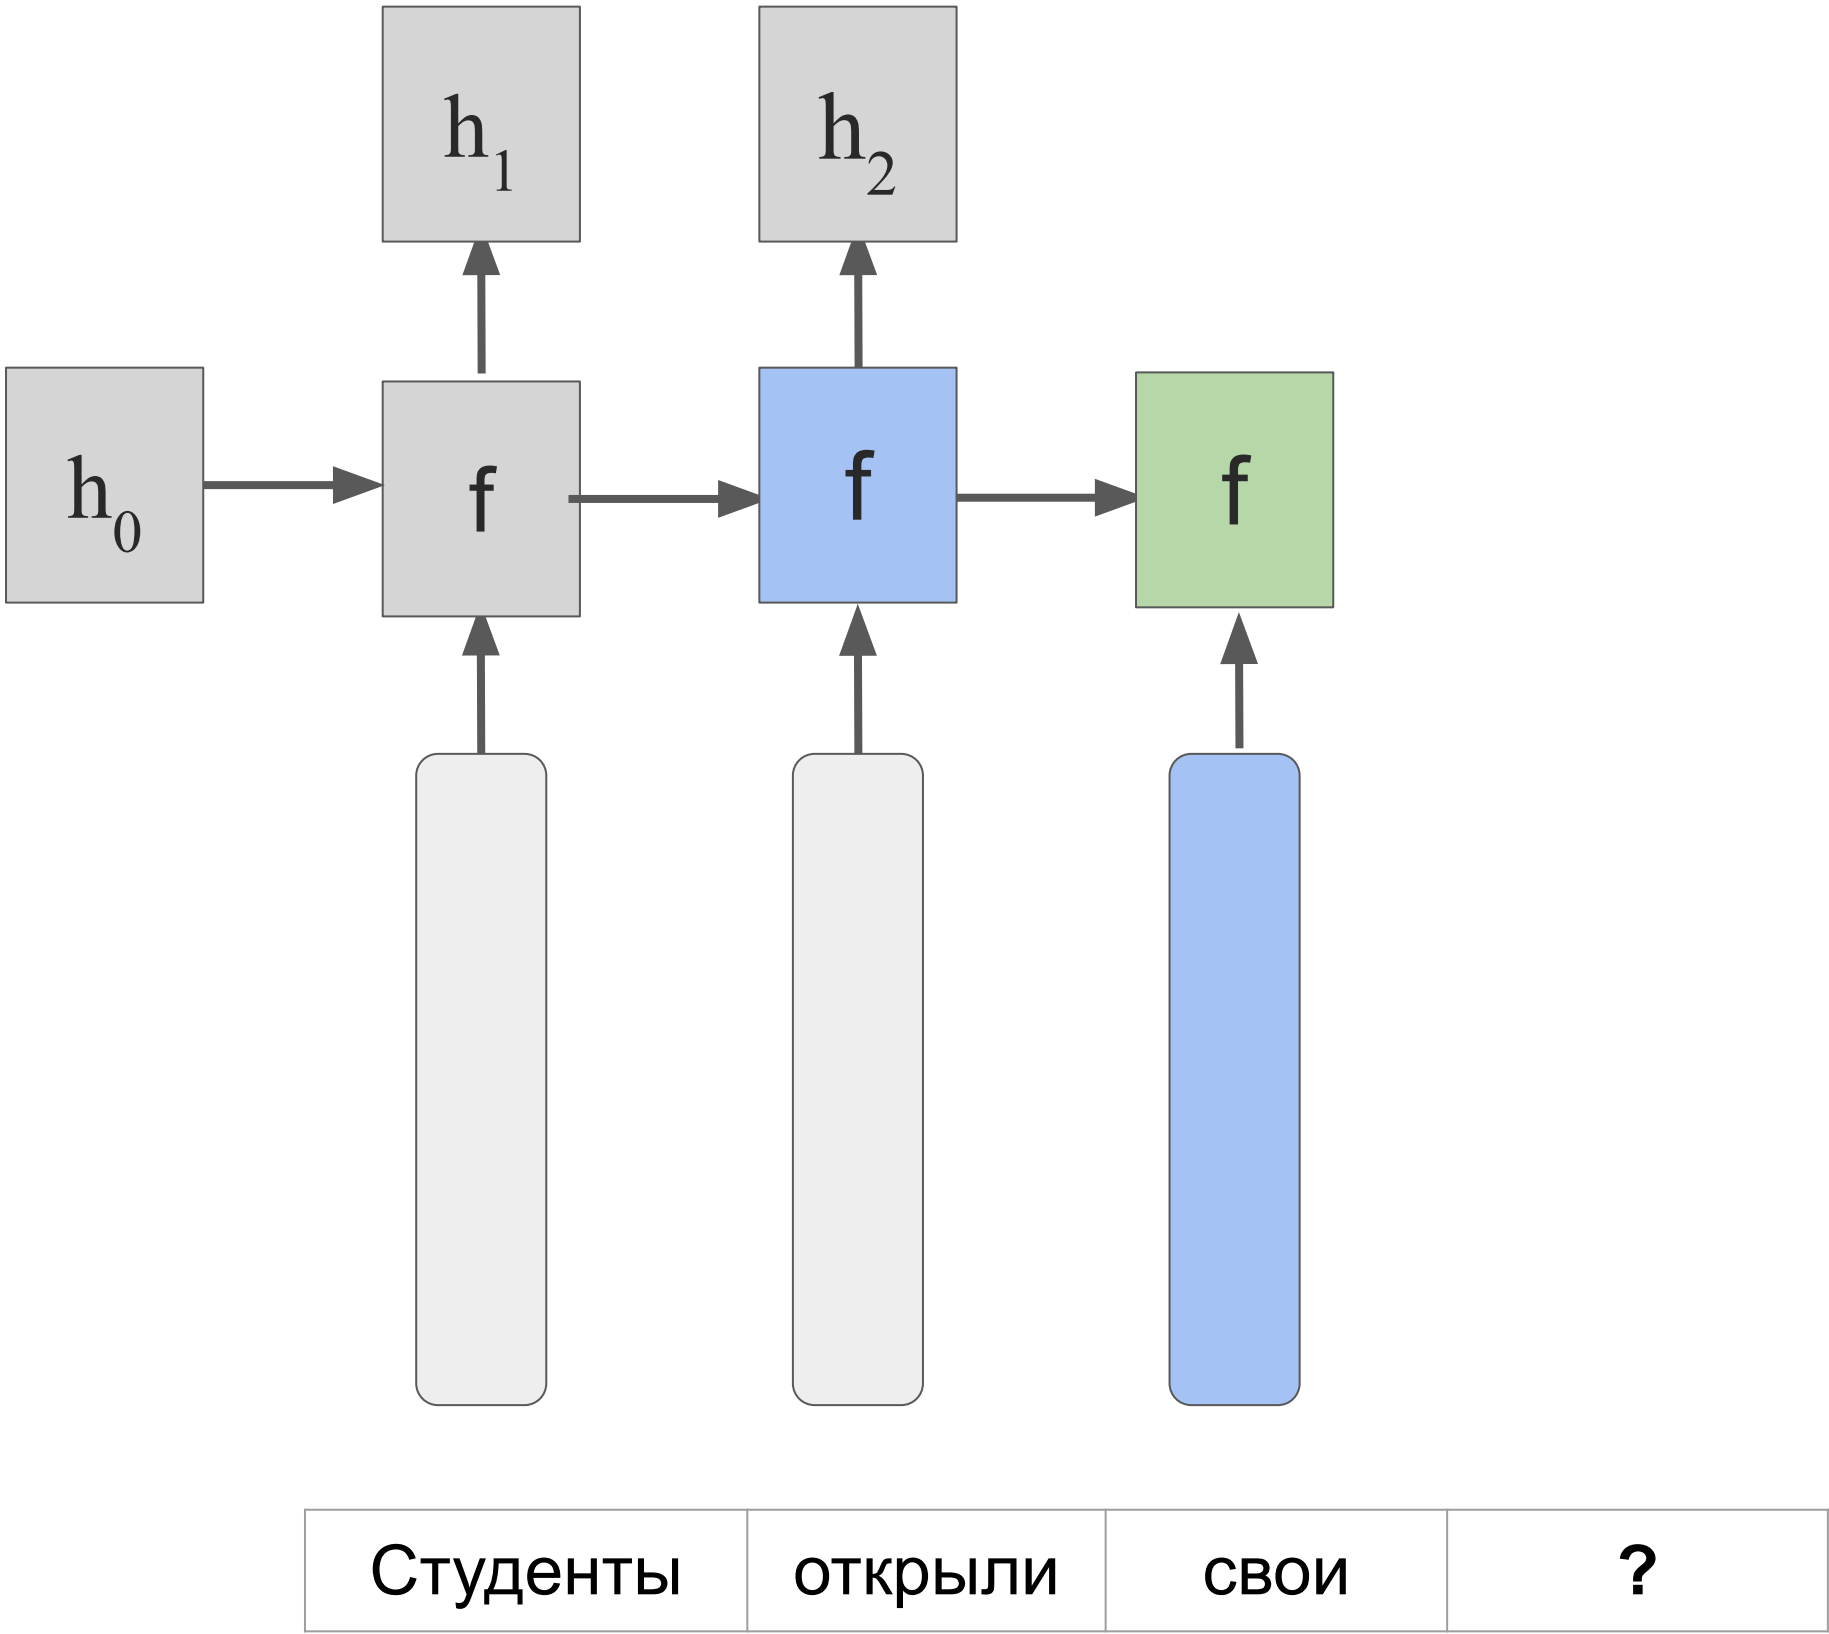 h1 h2
h0 f f f
Студенты открыли свои ?